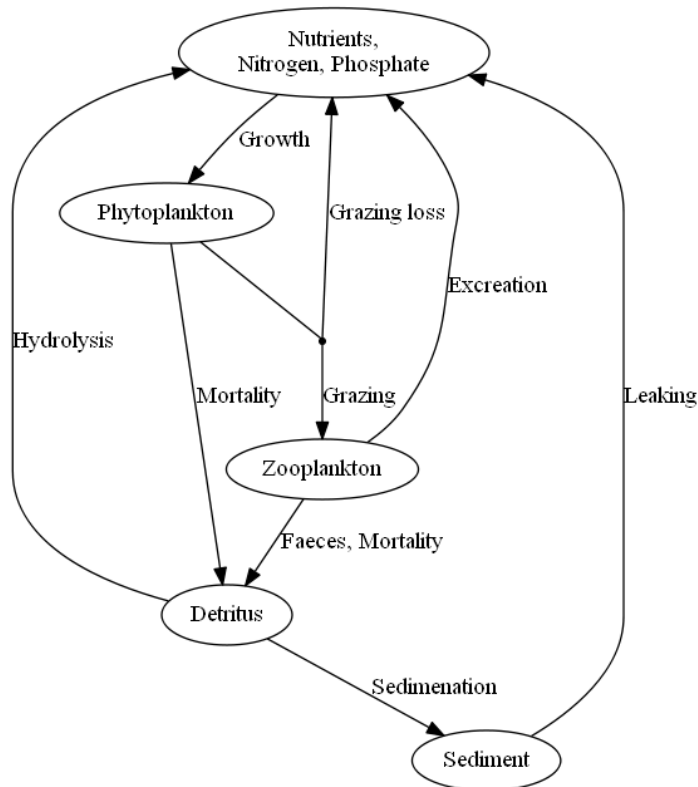 Nutrients,
Nitrogen, Phosphate
Growth
Phytoplankton
Grazing loss
Excreation
Hydrolysis
Mortality
Grazing
Leaking
Zooplankton
Faeces, Mortality
Detritus
Sedimenation
Sediment